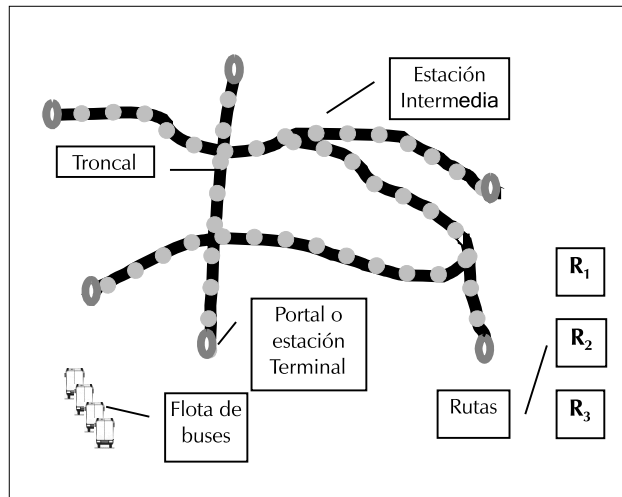 Estación
Intermedia
Troncal
R1
Portal o
estación
Terminal
R2
Flota de
buses
Rutas
R3